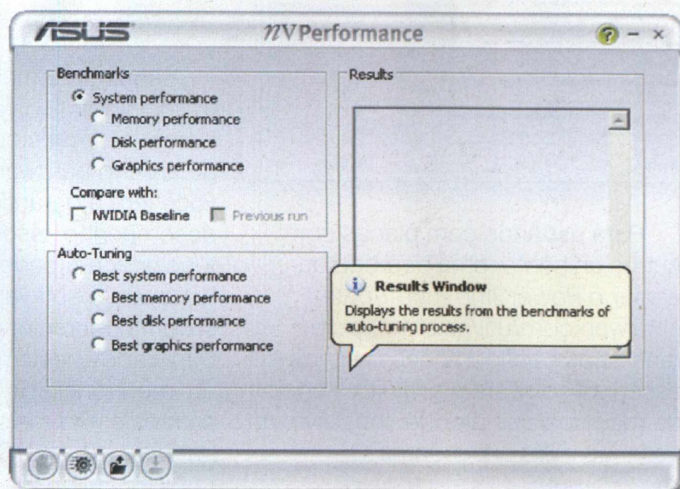 ASUS
nVPerformance
?
Benchmarks
System performance
Memory performance
Disk performance
Graphics performance
Compare with:
NVIDIA Baseline
Previous run
Auto-Tuning
Best system performance
Best memory performance
Best disk performance
Best graphics performance
Results
Results Window
Displays the results from the benchmarks of
auto-tuning process.